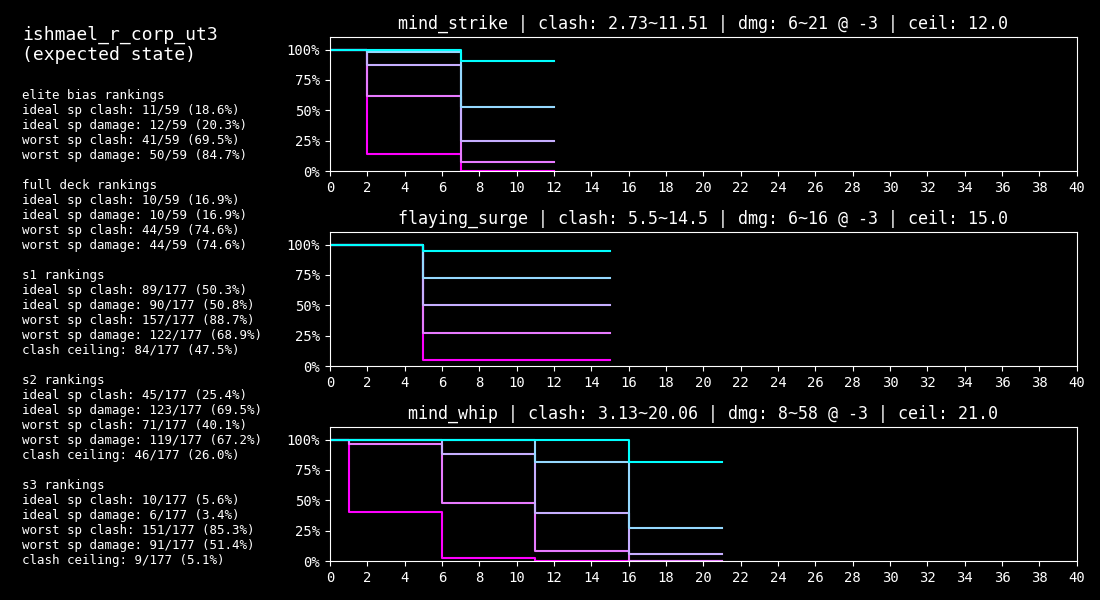 ishmael_r_corp_ut3
(expected state)
elite bias rankings
ideal sp clash: 11/59 (18.6%)
ideal sp damage: 12/59 (20.3%)
worst sp clash: 41/59 (69.5%)
worst sp damage: 50/59 (84.7%)
full deck rankings
ideal sp clash: 10/59 (16.9%)
ideal sp damage: 10/59 (16.9%)
worst sp clash: 44/59 (74.6%)
worst sp damage: 44/59 (74.6%)
s1 rankings
ideal sp clash: 89/177 (50.3%)
ideal sp damage: 90/177 (50.8%)
worst sp clash: 157/177 (88.7%)
worst sp damage: 122/177 (68.9%)
clash ceiling: 84/177 (47.5%)
s2 rankings
ideal sp clash: 45/177 (25.4%)
ideal sp damage: 123/177 (69.5%)
worst sp clash: 71/177 (40.1%)
worst sp damage: 119/177 (67.2%)
clash ceiling: 46/177 (26.0%)
s3 rankings
ideal sp clash: 10/177 (5.6%)
ideal sp damage: 6/177 (3.4%)
worst sp clash: 151/177 (85.3%)
worst sp damage: 91/177 (51.4%)
clash ceiling: 9/177 (5.1%)
mind_strike | clash: 2.73~11.51 | dmg: 6~21 @ -3 | ceil: 12.0
100%
75%
50%
25%
0%
0 2 4 6 8 10 12 14 16 18 20 22 24 26 28 30 32 34 36 38 40
flaying_surge | clash: 5.5~14.5 | dmg: 6~16 @ -3 | ceil: 15.0
100%
75%
50%
25%
0%
0 2 4 6 8 10 12 14 16 18 20 22 24 26 28 30 32 34 36 38 40
mind_whip | clash: 3.13~20.06 | dmg: 8~58 @ -3 | ceil: 21.0
100%
75%
50%
25%
0%
0 2 4 6 8 10 12 14 16 18 20 22 24 26 28 30 32 34 36 38 40